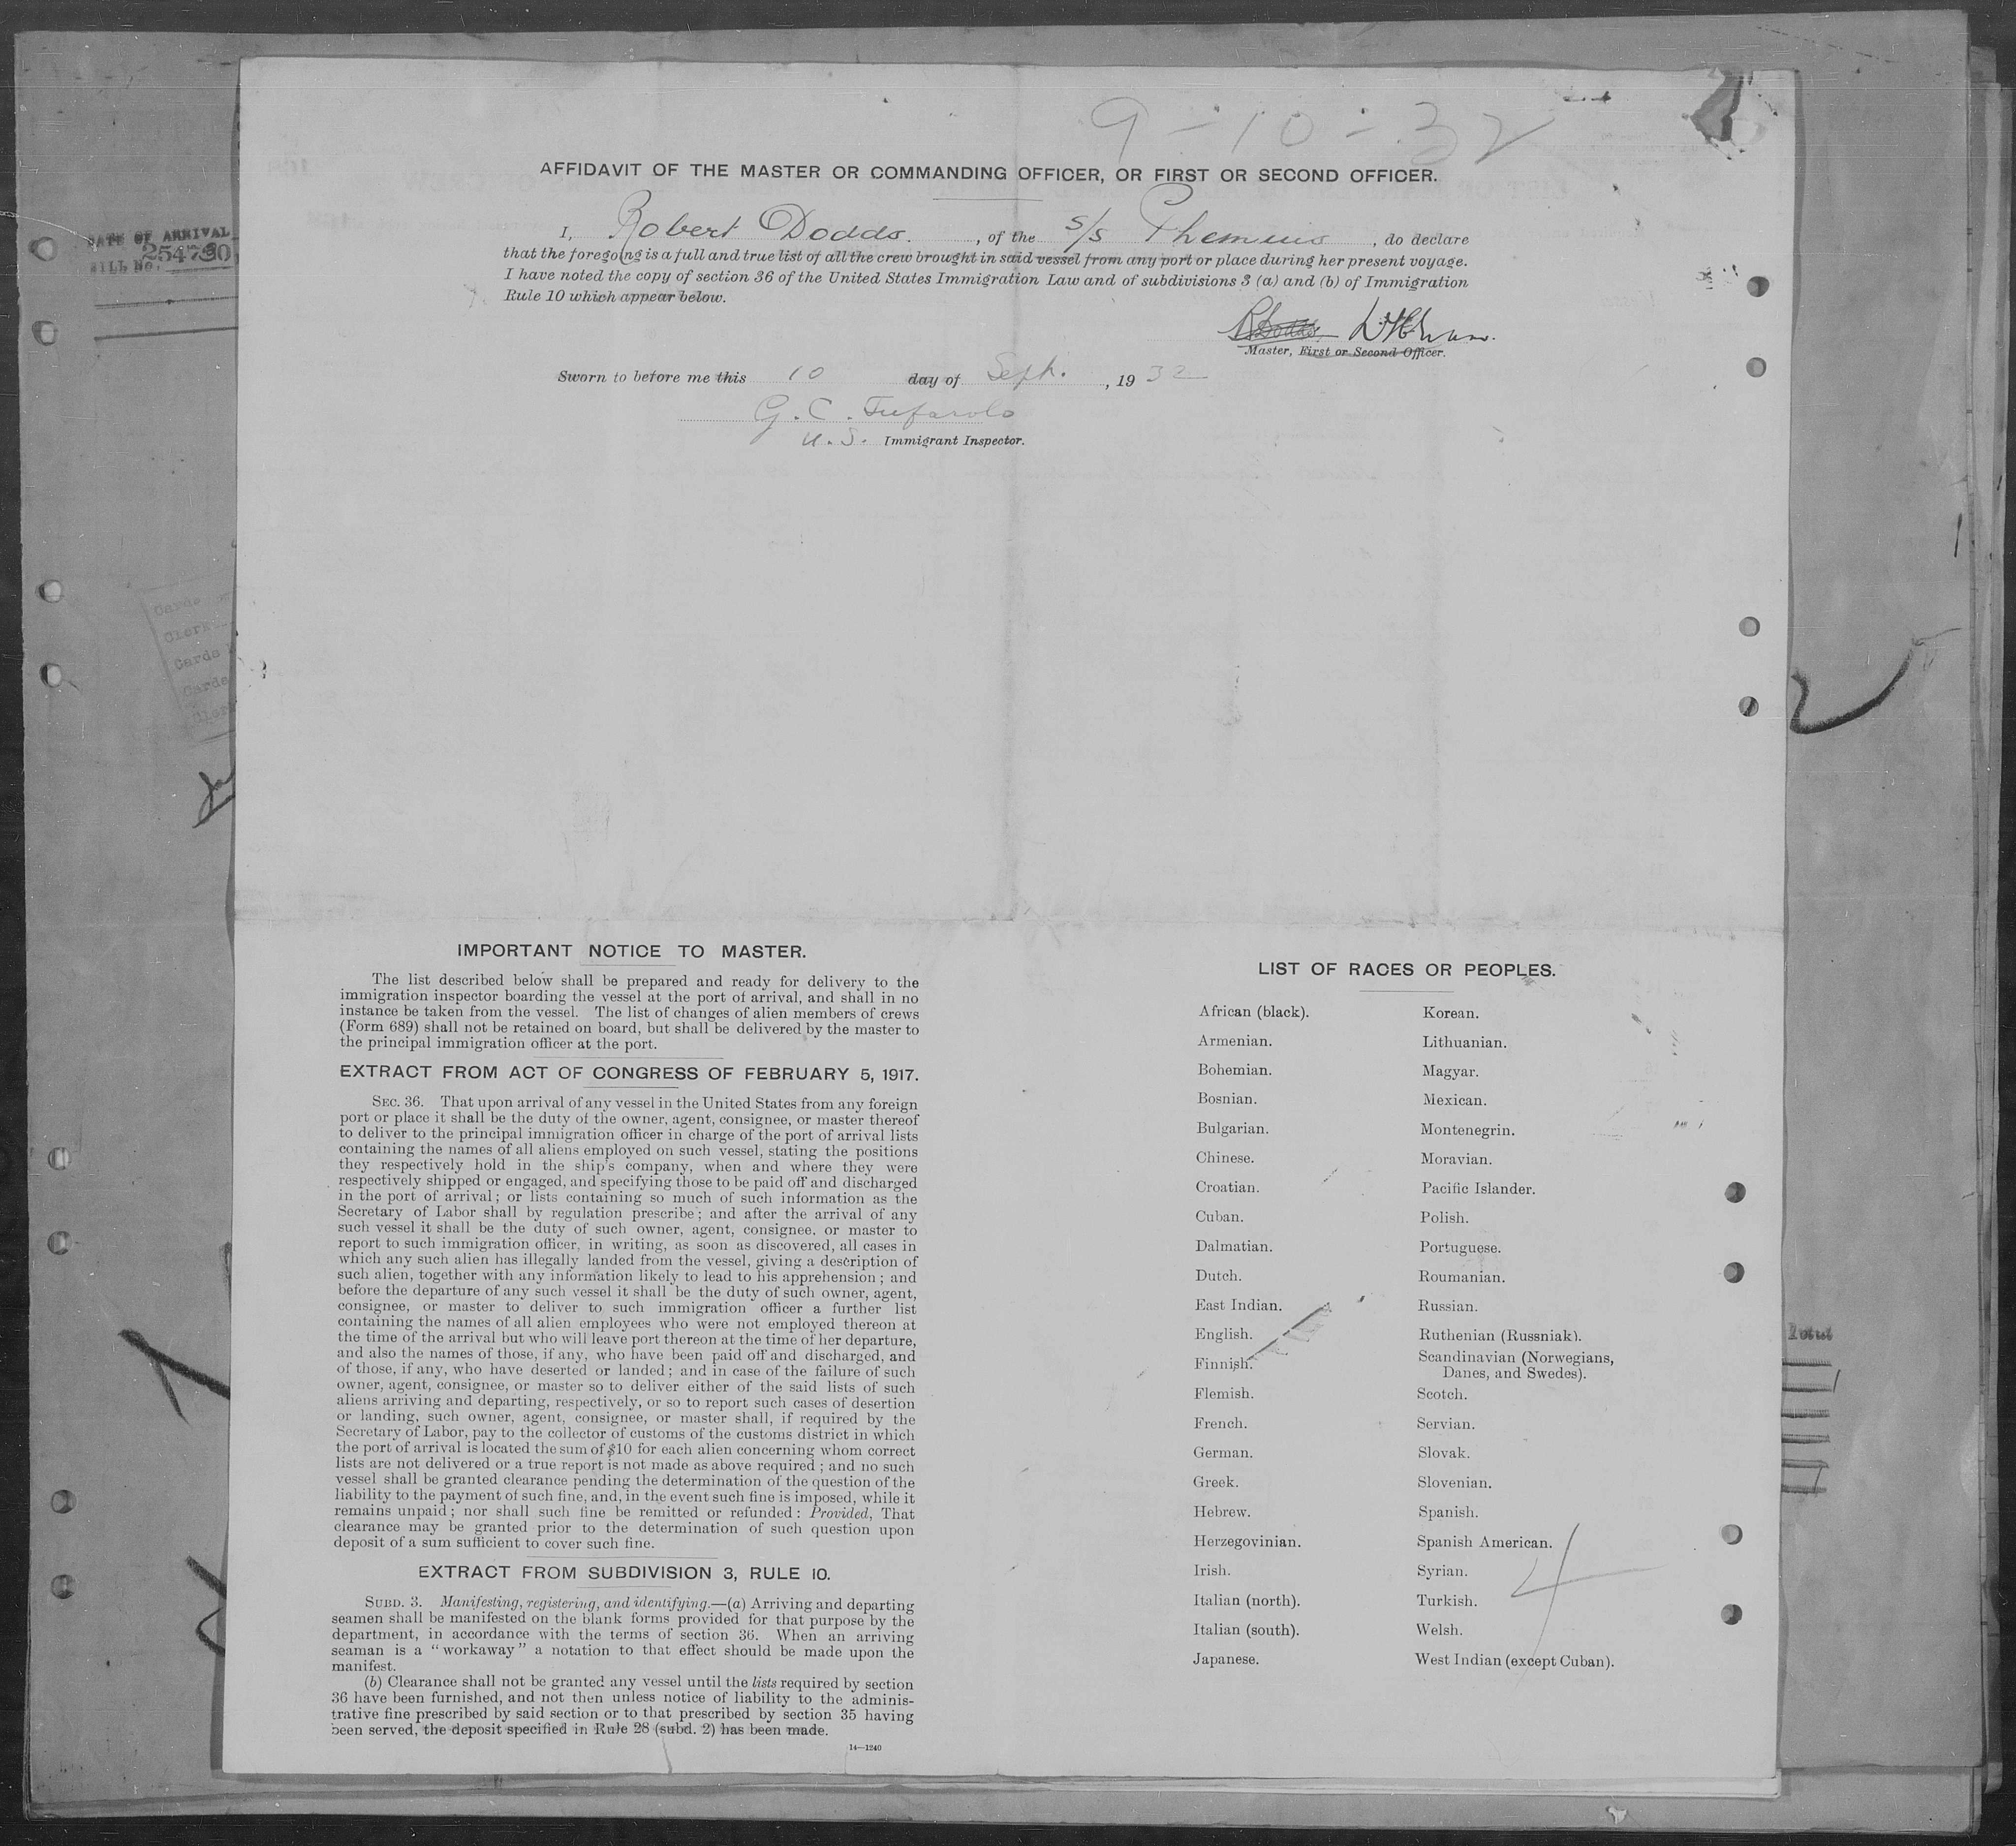 9-10-32
AFFIDAVIT OF THE MASTER OR COMMANDING OFFICER, OR FIRST OR SECOND OFFICER.
I, Robert Dodds, of the S/S Phemius, do declare
that the foregoing is a full and true list of all the crew brought in said vessel from any port or place during her present voyage.
I have noted the copy of section 36 of the United States Immigration Law and of subdivisions 3 (a) and (b) of Immigration
Rule 10 which appear below.
R Dodds
Master, First or Second Officer.
Sworn to before me this 10 day of Sept., 1932
G. C. Tufarolo
U. S. Immigrant Inspector.
DATE OF ARRIVAL
BILL No.
Cards
Clerk
Cards
Cards
IMPORTANT NOTICE TO MASTER.
The list described below shall be prepared and ready for delivery to the
immigration inspector boarding the vessel at the port of arrival, and shall in no
instance be taken from the vessel. The list of changes of alien members of crews
(Form 689) shall not be retained on board, but shall be delivered by the master to
the principal immigration officer at the port.
EXTRACT FROM ACT OF CONGRESS OF FEBRUARY 5, 1917.
SEC. 36. That upon arrival of any vessel in the United States from any foreign
port or place it shall be the duty of the owner, agent, consignee, or master thereof
to deliver to the principal immigration officer in charge of the port of arrival lists
containing the names of all aliens employed on such vessel, stating the positions
they respectively hold in the ship's company, when and where they were
respectively shipped or engaged, and specifying those to be paid off and discharged
in the port of arrival; or lists containing so much of such information as the
Secretary of Labor shall by regulation prescribe; and after the arrival of any
such vessel it shall be the duty of such owner, agent, consignee, or master to
report to such immigration officer, in writing, as soon as discovered, all cases in
which any such alien has illegally landed from the vessel, giving a description of
such alien, together with any information likely to lead to his apprehension; and
before the departure of any such vessel it shall be the duty of such owner, agent,
consignee, or master to deliver to such immigration officer a further list
containing the names of all alien employees who were not employed thereon at
the time of the arrival but who will leave port thereon at the time of her departure,
and also the names of those, if any, who have been paid off and discharged, and
of those, if any, who have deserted or landed; and in case of the failure of such
owner, agent, consignee, or master so to deliver either of the said lists of such
aliens arriving and departing, respectively, or so to report such cases of desertion
or landing, such owner, agent, consignee, or master shall, if required by the
Secretary of Labor, pay to the collector of customs of the customs district in which
the port of arrival is located the sum of $10 for each alien concerning whom correct
lists are not delivered or a true report is not made as above required; and no such
vessel shall be granted clearance pending the determination of the question of the
liability to the payment of such fine, and, in the event such fine is imposed, while it
remains unpaid; nor shall such fine be remitted or refunded: Provided, That
clearance may be granted prior to the determination of such question upon
deposit of a sum sufficient to cover such fine.
EXTRACT FROM SUBDIVISION 3, RULE 10.
SUBD. 3. Manifesting, registering, and identifying.—(a) Arriving and departing
seamen shall be manifested on the blank forms provided for that purpose by the
department, in accordance with the terms of section 36. When an arriving
seaman is a "workaway" a notation to that effect should be made upon the
manifest.
(b) Clearance shall not be granted any vessel until the lists required by section
36 have been furnished, and not then unless notice of liability to the adminis-
trative fine prescribed by said section or to that prescribed by section 35 having
been served, the deposit specified in Rule 28 (subd. 2) has been made.
14—1240
LIST OF RACES OR PEOPLES.
African (black).
Armenian.
Bohemian.
Bosnian.
Bulgarian.
Chinese.
Croatian.
Cuban.
Dalmatian.
Dutch.
East Indian.
English.
Finnish.
Flemish.
French.
German.
Greek.
Hebrew.
Herzegovinian.
Irish.
Italian (north).
Italian (south).
Japanese.
Korean.
Lithuanian.
Magyar.
Mexican.
Montenegrin.
Moravian.
Pacific Islander.
Polish.
Portuguese.
Roumanian.
Russian.
Ruthenian (Russniak).
Scandinavian (Norwegians,
Danes, and Swedes).
Scotch.
Servian.
Slovak.
Slovenian.
Spanish.
Spanish American.
Syrian.
Turkish.
Welsh.
West Indian (except Cuban).
4